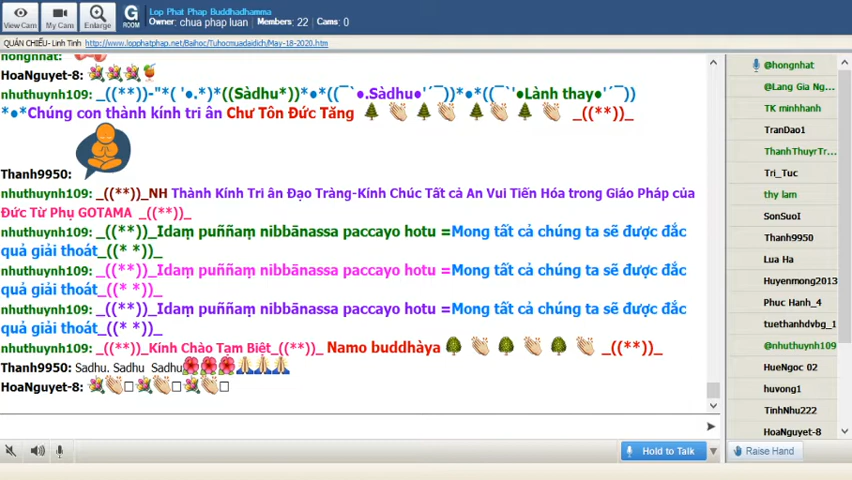 Lop Phat Phap Buddhadhamma
Owner: chua phap luan Members: 22 Cams: 0
View Cam My Cam Enlarge G ROOM
QUÁN CHIẾU- Linh Tinh http://www.lopphatphap.net/Baihoc/Tuhocmuadaidich/May-18-2020.htm
hongnhat:
HoaNguyet-8:
nhuthuynh109: _((**))-"*( '●.*)*((Sàdhu*))*●*((¯`●.Sàdhu●'´¯))*●*((¯`'●Lành thay●'´¯))
*●*Chúng con thành kính tri ân Chư Tôn Đức Tăng _((**))_
Thanh9950:
nhuthuynh109: _((**))_NH Thành Kính Tri ân Đạo Tràng-Kính Chúc Tất cả An Vui Tiến Hóa trong Giáo Pháp của
Đức Từ Phụ GOTAMA _((**))_
nhuthuynh109: _((**))_Idaṃ puññaṃ nibbānassa paccayo hotu =Mong tất cả chúng ta sẽ được đắc
quả giải thoát_((* *))_
nhuthuynh109: _((**))_Idaṃ puññaṃ nibbānassa paccayo hotu =Mong tất cả chúng ta sẽ được đắc
quả giải thoát_((* *))_
nhuthuynh109: _((**))_Idaṃ puññaṃ nibbānassa paccayo hotu =Mong tất cả chúng ta sẽ được đắc
quả giải thoát_((* *))_
nhuthuynh109: _((**))_Kính Chào Tạm Biệt_((**))_ Namo buddhàya _((**))_
Thanh9950: Sadhu. Sadhu Sadhu
HoaNguyet-8:
Hold to Talk
Raise Hand
@hongnhat
@Lang Gia Ng...
TK minhhanh
TranDao1
ThanhThuyrTr...
Tri_Tuc
thy lam
SonSuoI
Thanh9950
Lua Ha
Huyenmong2013
Phuc Hanh_4
tuethanhdvbg_1
@nhuthuynh109
HueNgoc 02
huvong1
TinhNhu222
HoaNguyet-8